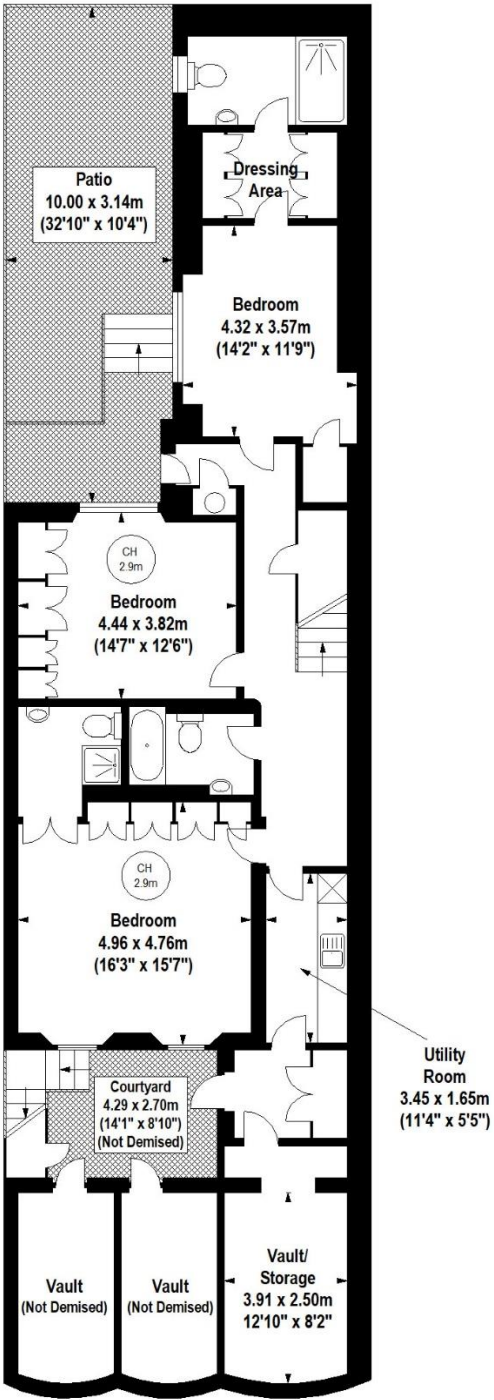 Patio
10.00 x 3.14m
(32'10" x 10'4")
Dressing
Area
Bedroom
4.32 x 3.57m
(14'2" x 11'9")
CH
2.9m
Bedroom
4.44 x 3.82m
(14'7" x 12'6")
CH
2.9m
Bedroom
4.96 x 4.76m
(16'3" x 15'7")
Utility
Room
3.45 x 1.65m
(11'4" x 5'5")
Courtyard
4.29 x 2.70m
(14'1" x 8'10")
(Not Demised)
Vault
(Not Demised)
Vault
(Not Demised)
Vault/
Storage
3.91 x 2.50m
12'10" x 8'2"